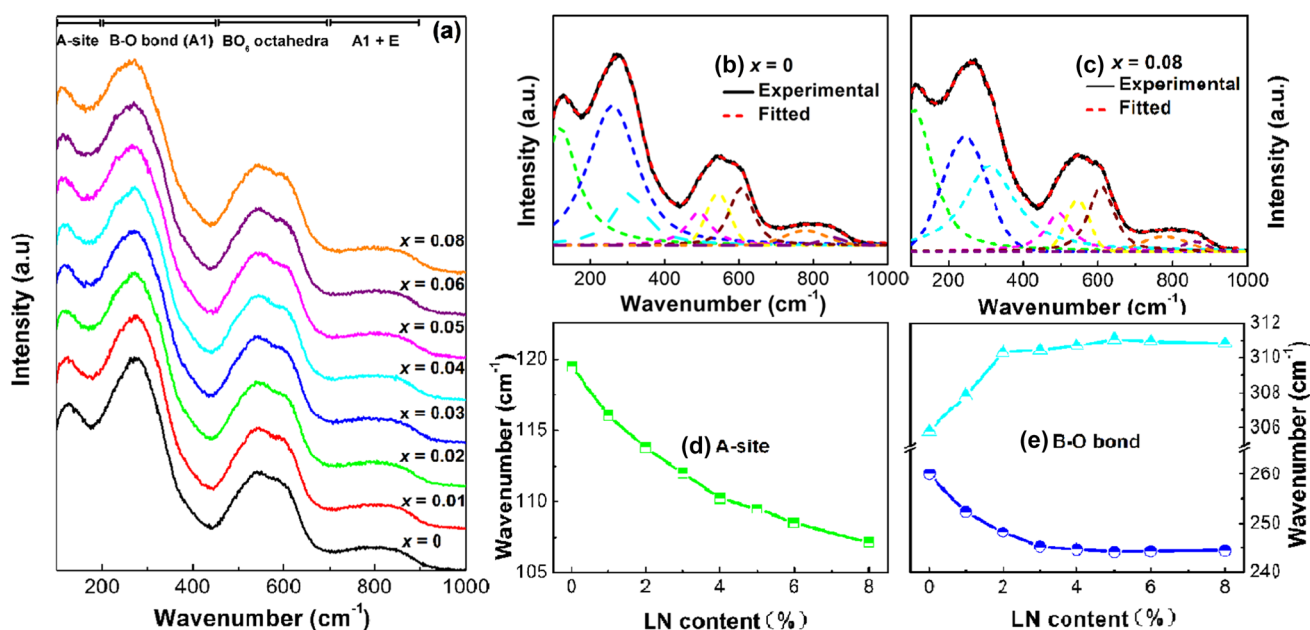 (a)
A-site B-O bond (A1) BO₆ octahedra A1 + E
x = 0.08
x = 0.06
x = 0.05
x = 0.04
x = 0.03
x = 0.02
x = 0.01
x = 0
Intensity (a.u)
200 400 600 800 1000
Wavenumber (cm⁻¹)
(b) x = 0
Experimental
Fitted
Intensity (a.u.)
200 400 600 800 1000
Wavenumber (cm⁻¹)
(c) x = 0.08
Experimental
Fitted
Intensity (a.u.)
200 400 600 800 1000
Wavenumber (cm⁻¹)
120
115
110
105
Wavenumber (cm⁻¹)
(d) A-site
0 2 4 6 8
LN content (%)
312
310
308
306
260
250
240
Wavenumber (cm⁻¹)
(e) B-O bond
0 2 4 6 8
LN content (%)